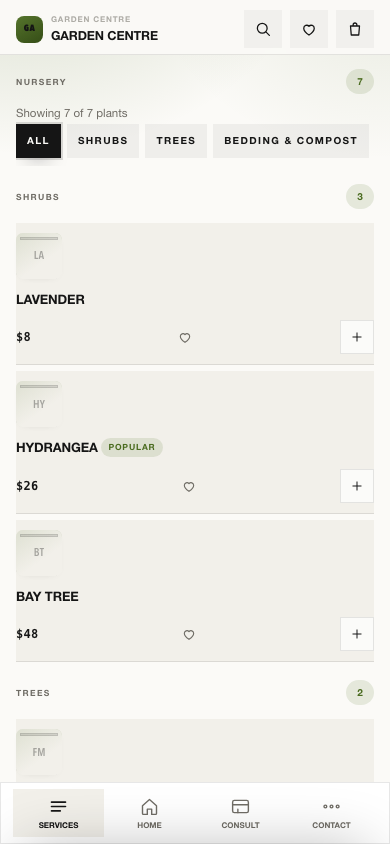 GA
GARDEN CENTRE
GARDEN CENTRE
NURSERY
7
Showing 7 of 7 plants
ALL
SHRUBS
TREES
BEDDING & COMPOST
SHRUBS
3
LA
LAVENDER
$8
HY
HYDRANGEA POPULAR
$26
BT
BAY TREE
$48
TREES
2
FM
SERVICES
HOME
CONSULT
CONTACT